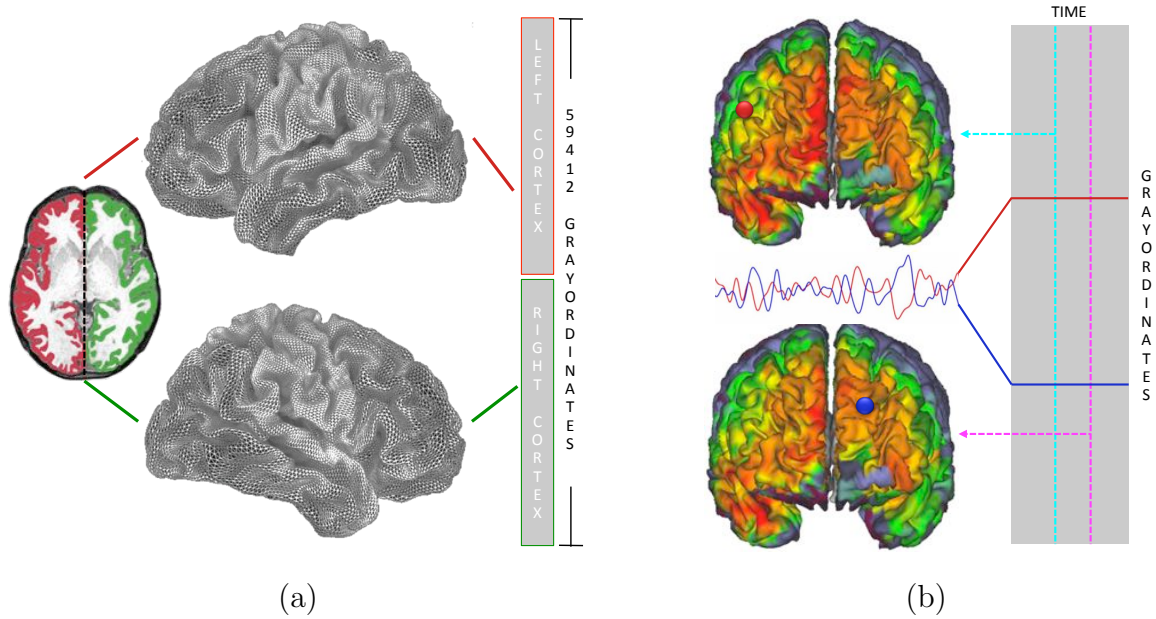 LEFT CORTEX
RIGHT CORTEX
59412 GRAYORDINATES
(a)
TIME
GRAYORDINATES
(b)